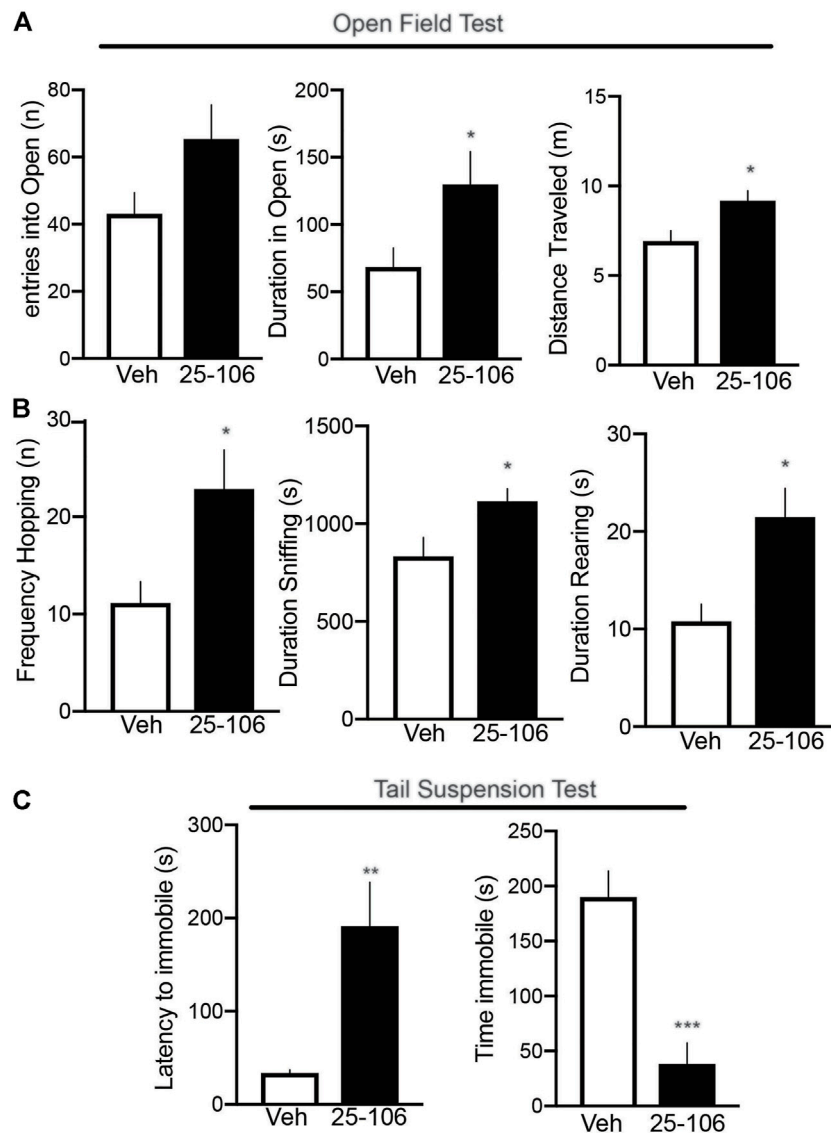 A
Open Field Test
entries into Open (n)
80
60
40
20
0
Veh 25-106
Duration in Open (s)
200
150
100
50
0
*
Veh 25-106
Distance Traveled (m)
15
10
5
0
*
Veh 25-106
B
Frequency Hopping (n)
30
20
10
0
*
Veh 25-106
Duration Sniffing (s)
1500
1000
500
0
*
Veh 25-106
Duration Rearing (s)
30
20
10
0
*
Veh 25-106
C
Tail Suspension Test
Latency to immobile (s)
300
200
100
0
**
Veh 25-106
Time immobile (s)
250
200
150
100
50
0
***
Veh 25-106